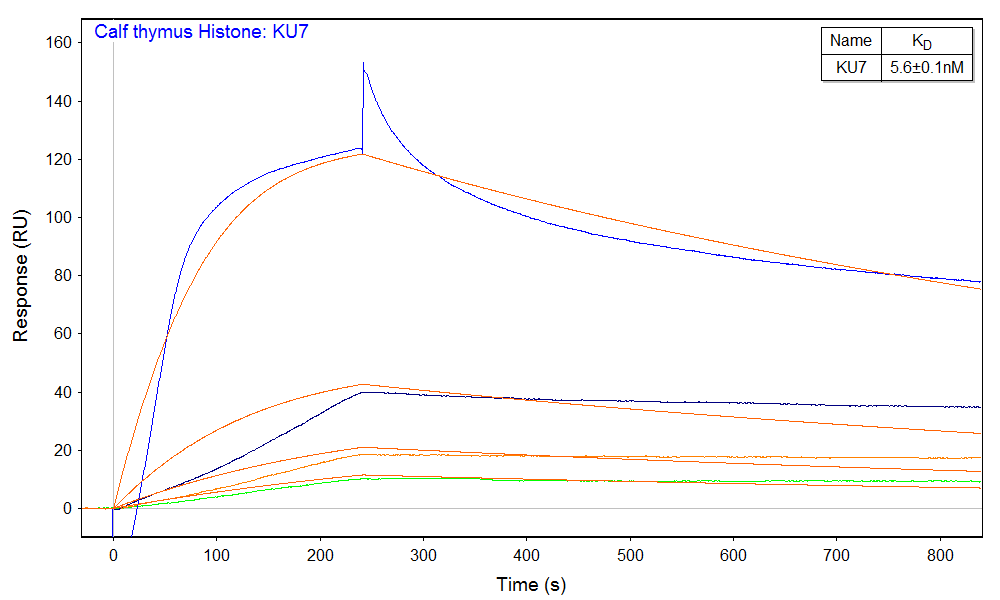 Calf thymus Histone: KU7
Name KD
KU7 5.6±0.1nM
160
140
120
100
80
60
40
20
0
Response (RU)
0 100 200 300 400 500 600 700 800
Time (s)